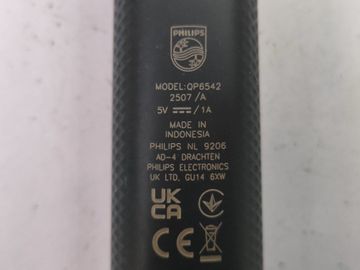 PHILIPS
MODEL:QP6542
2507 /A
5V ⎓ / 1A
MADE IN
INDONESIA
PHILIPS NL 9206
AD-4 DRACHTEN
PHILIPS ELECTRONICS
UK LTD, GU14 6XW
UK
CA
CE